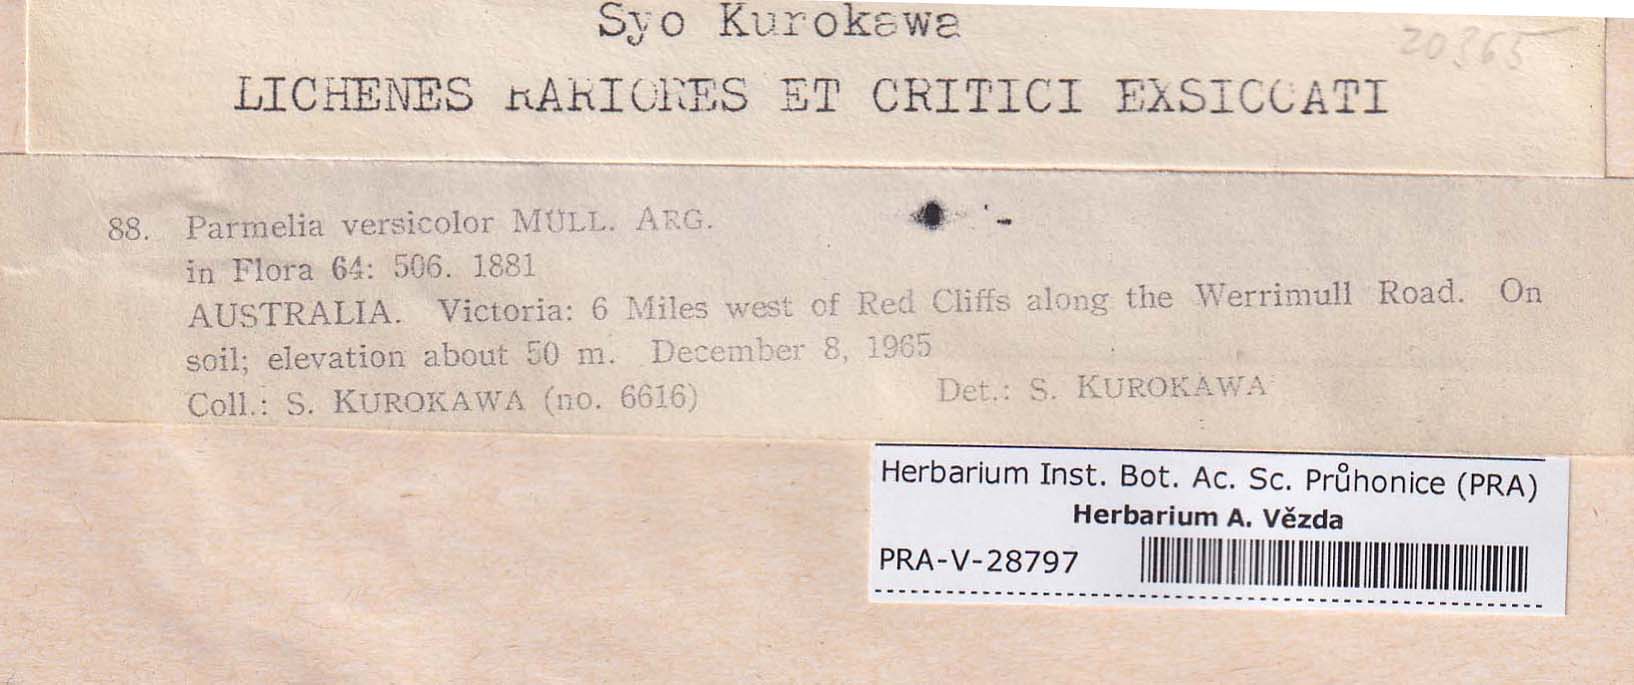 Syo Kurokawa
20365
LICHENES RARIORES ET CRITICI EXSICCATI
88. Parmelia versicolor MÜLL. ARG.
in Flora 64: 506. 1881
AUSTRALIA. Victoria: 6 Miles west of Red Cliffs along the Werrimull Road. On
soil; elevation about 50 m. December 8, 1965
Coll.: S. KUROKAWA (no. 6616) Det.: S. KUROKAWA
Herbarium Inst. Bot. Ac. Sc. Průhonice (PRA)
Herbarium A. Vězda
PRA-V-28797